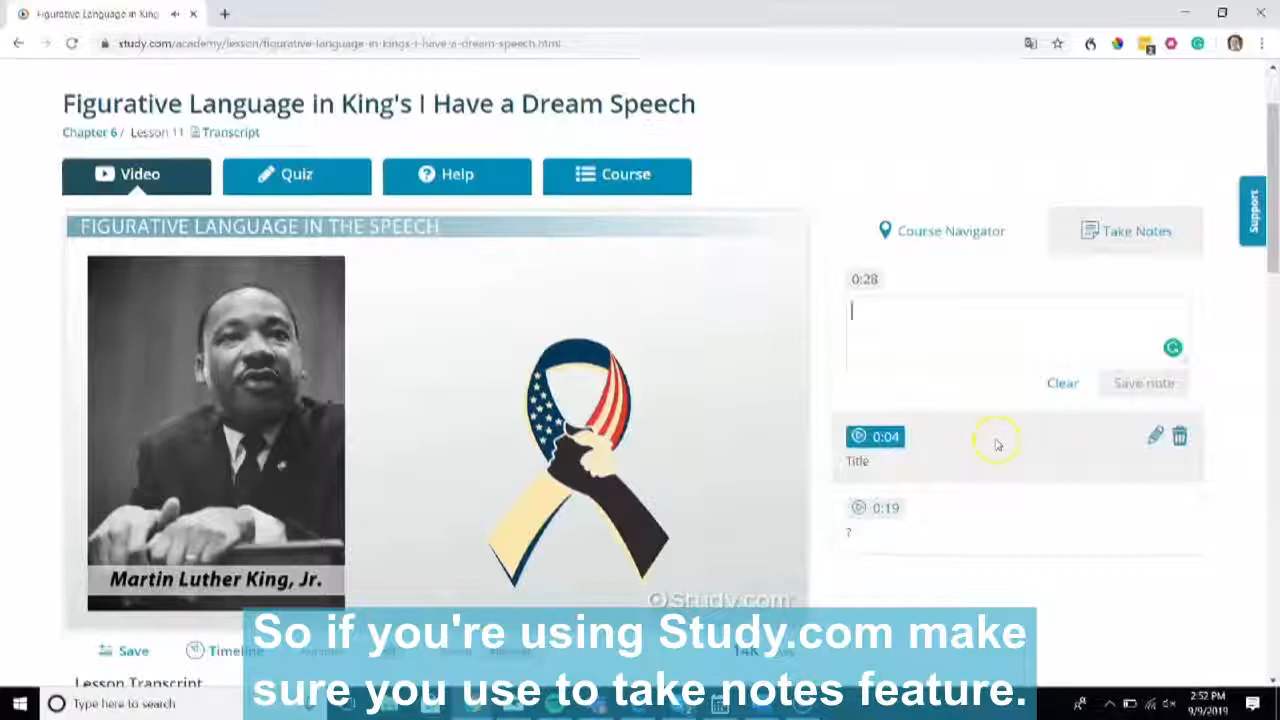 Figurative Language in King
study.com/academy/lesson/figurative-language-in-kings-i-have-a-dream-speech.html
Figurative Language in King's I Have a Dream Speech
Chapter 6 / Lesson 11 Transcript
Video
Quiz
Help
Course
Support
FIGURATIVE LANGUAGE IN THE SPEECH
Course Navigator
Take Notes
0:28
Clear
Save note
0:04
Title
0:19
?
Martin Luther King, Jr.
©Study.com
Save
Timeline
Lesson Transcript
So if you're using Study.com make
sure you use to take notes feature.
Type here to search
2:52 PM
9/9/2019